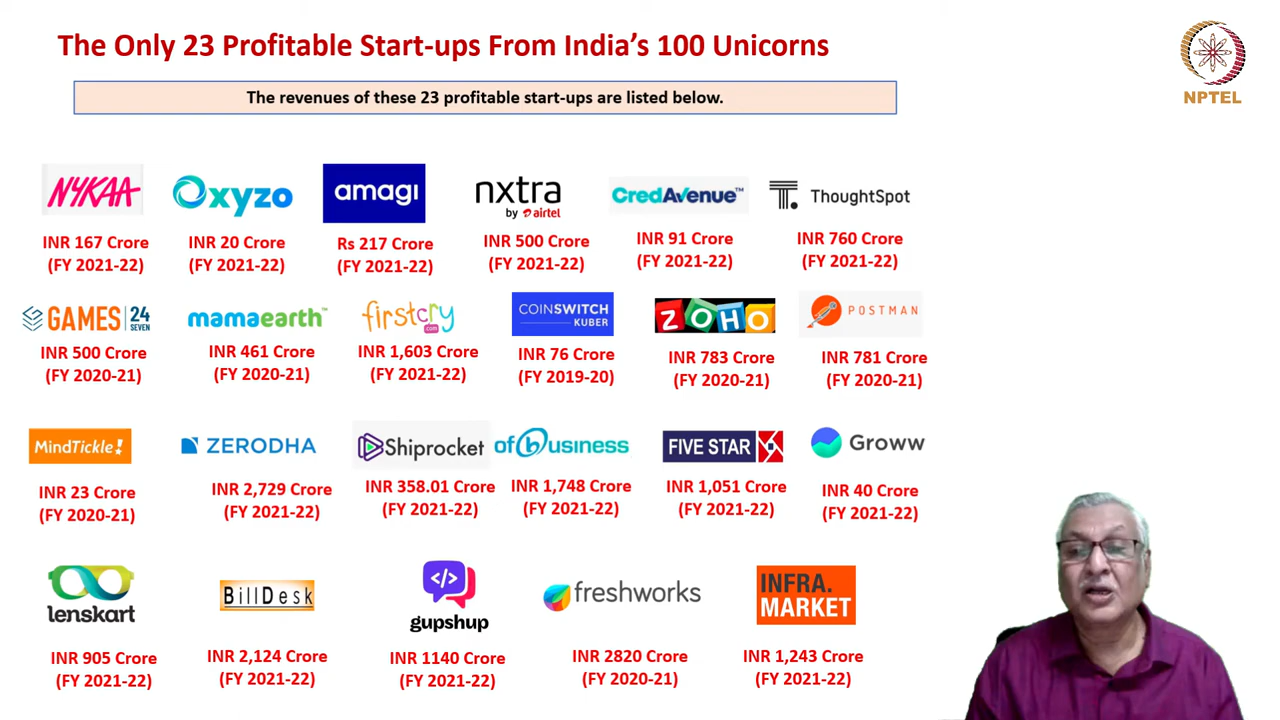 The Only 23 Profitable Start-ups From India's 100 Unicorns
NPTEL
The revenues of these 23 profitable start-ups are listed below.
NYKAA
INR 167 Crore
(FY 2021-22)
Oxyzo
INR 20 Crore
(FY 2021-22)
amagi
Rs 217 Crore
(FY 2021-22)
nxtra
by airtel
INR 500 Crore
(FY 2021-22)
CredAvenue™
INR 91 Crore
(FY 2021-22)
ThoughtSpot
INR 760 Crore
(FY 2021-22)
GAMES 24
SEVEN
INR 500 Crore
(FY 2020-21)
mamaearth™
INR 461 Crore
(FY 2020-21)
firstcry
.com
INR 1,603 Crore
(FY 2021-22)
COINSWITCH
KUBER
INR 76 Crore
(FY 2019-20)
ZOHO
INR 783 Crore
(FY 2020-21)
POSTMAN
INR 781 Crore
(FY 2020-21)
MindTickle!
INR 23 Crore
(FY 2020-21)
ZERODHA
INR 2,729 Crore
(FY 2021-22)
Shiprocket
INR 358.01 Crore
(FY 2021-22)
ofbusiness
INR 1,748 Crore
(FY 2021-22)
FIVE STAR
INR 1,051 Crore
(FY 2021-22)
Groww
INR 40 Crore
(FY 2021-22)
lenskart
INR 905 Crore
(FY 2021-22)
BillDesk
INR 2,124 Crore
(FY 2021-22)
gupshup
INR 1140 Crore
(FY 2021-22)
freshworks
INR 2820 Crore
(FY 2020-21)
INFRA.
MARKET
INR 1,243 Crore
(FY 2021-22)